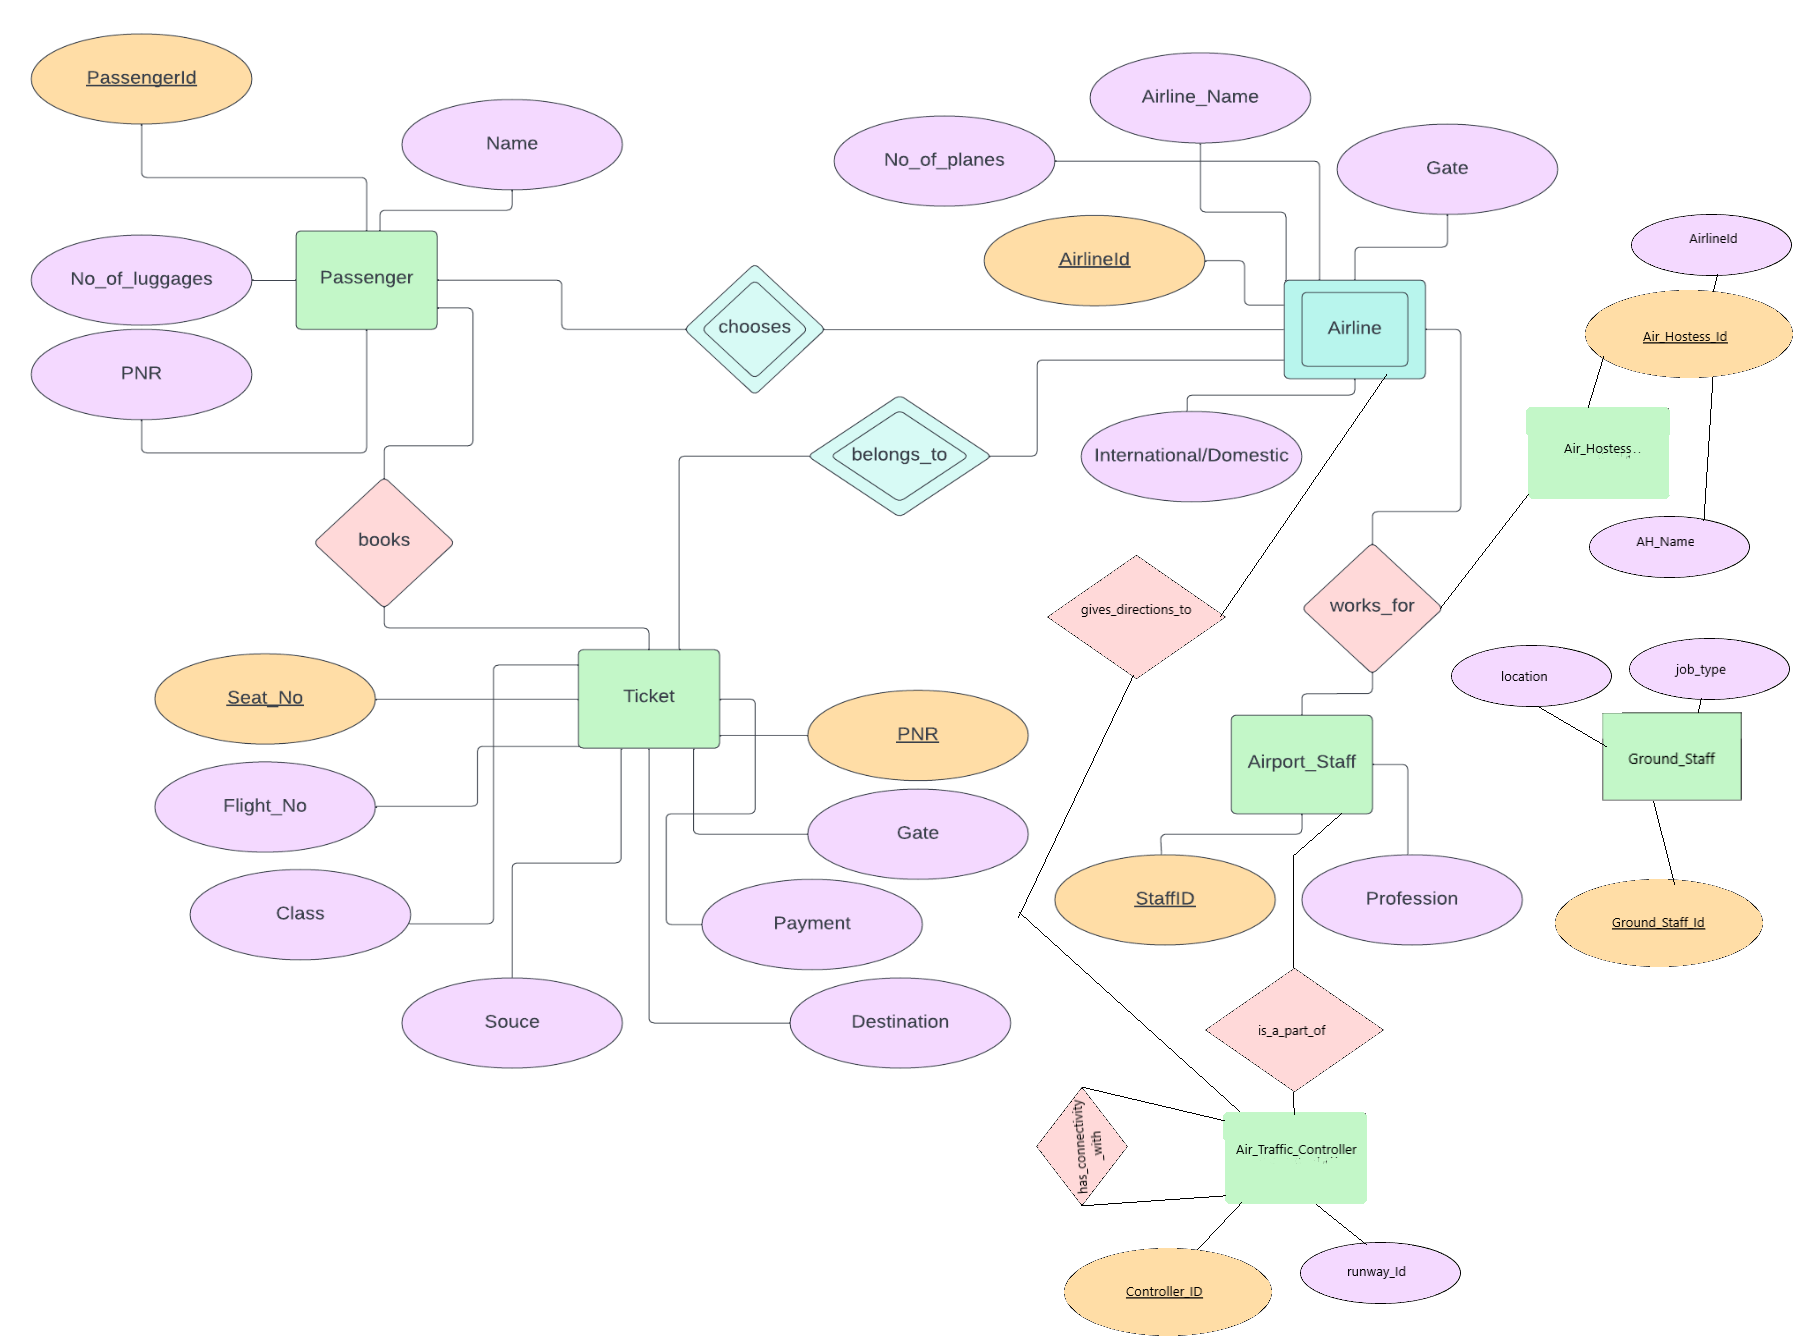 PassengerId
Name
No_of_luggages
Passenger
PNR
books
chooses
belongs_to
Airline_Name
No_of_planes
Gate
AirlineId
Airline
International/Domestic
AirlineId
Air_Hostess_Id
Air_Hostess
AH_Name
gives_directions_to
works_for
Seat_No
Ticket
PNR
Flight_No
Gate
Class
Payment
Souce
Destination
location
job_type
Ground_Staff
Ground_Staff_Id
Airport_Staff
StaffID
Profession
is_a_part_of
has_connectivity
_with
Air_Traffic_Controller
Controller_ID
runway_Id